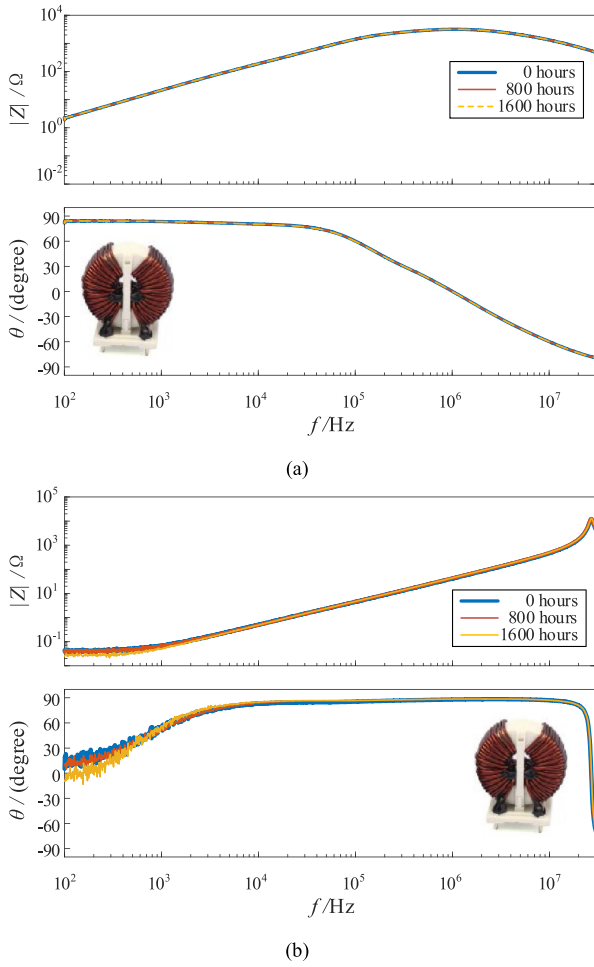 10^4
10^2
10^0
10^-2
|Z| / Ω
0 hours
800 hours
1600 hours
90
60
30
0
-30
-60
-90
θ / (degree)
10^2 10^3 10^4 10^5 10^6 10^7
f /Hz
(a)
10^5
10^3
10^1
10^-1
|Z| / Ω
0 hours
800 hours
1600 hours
90
60
30
0
-30
-60
-90
θ / (degree)
10^2 10^3 10^4 10^5 10^6 10^7
f /Hz
(b)